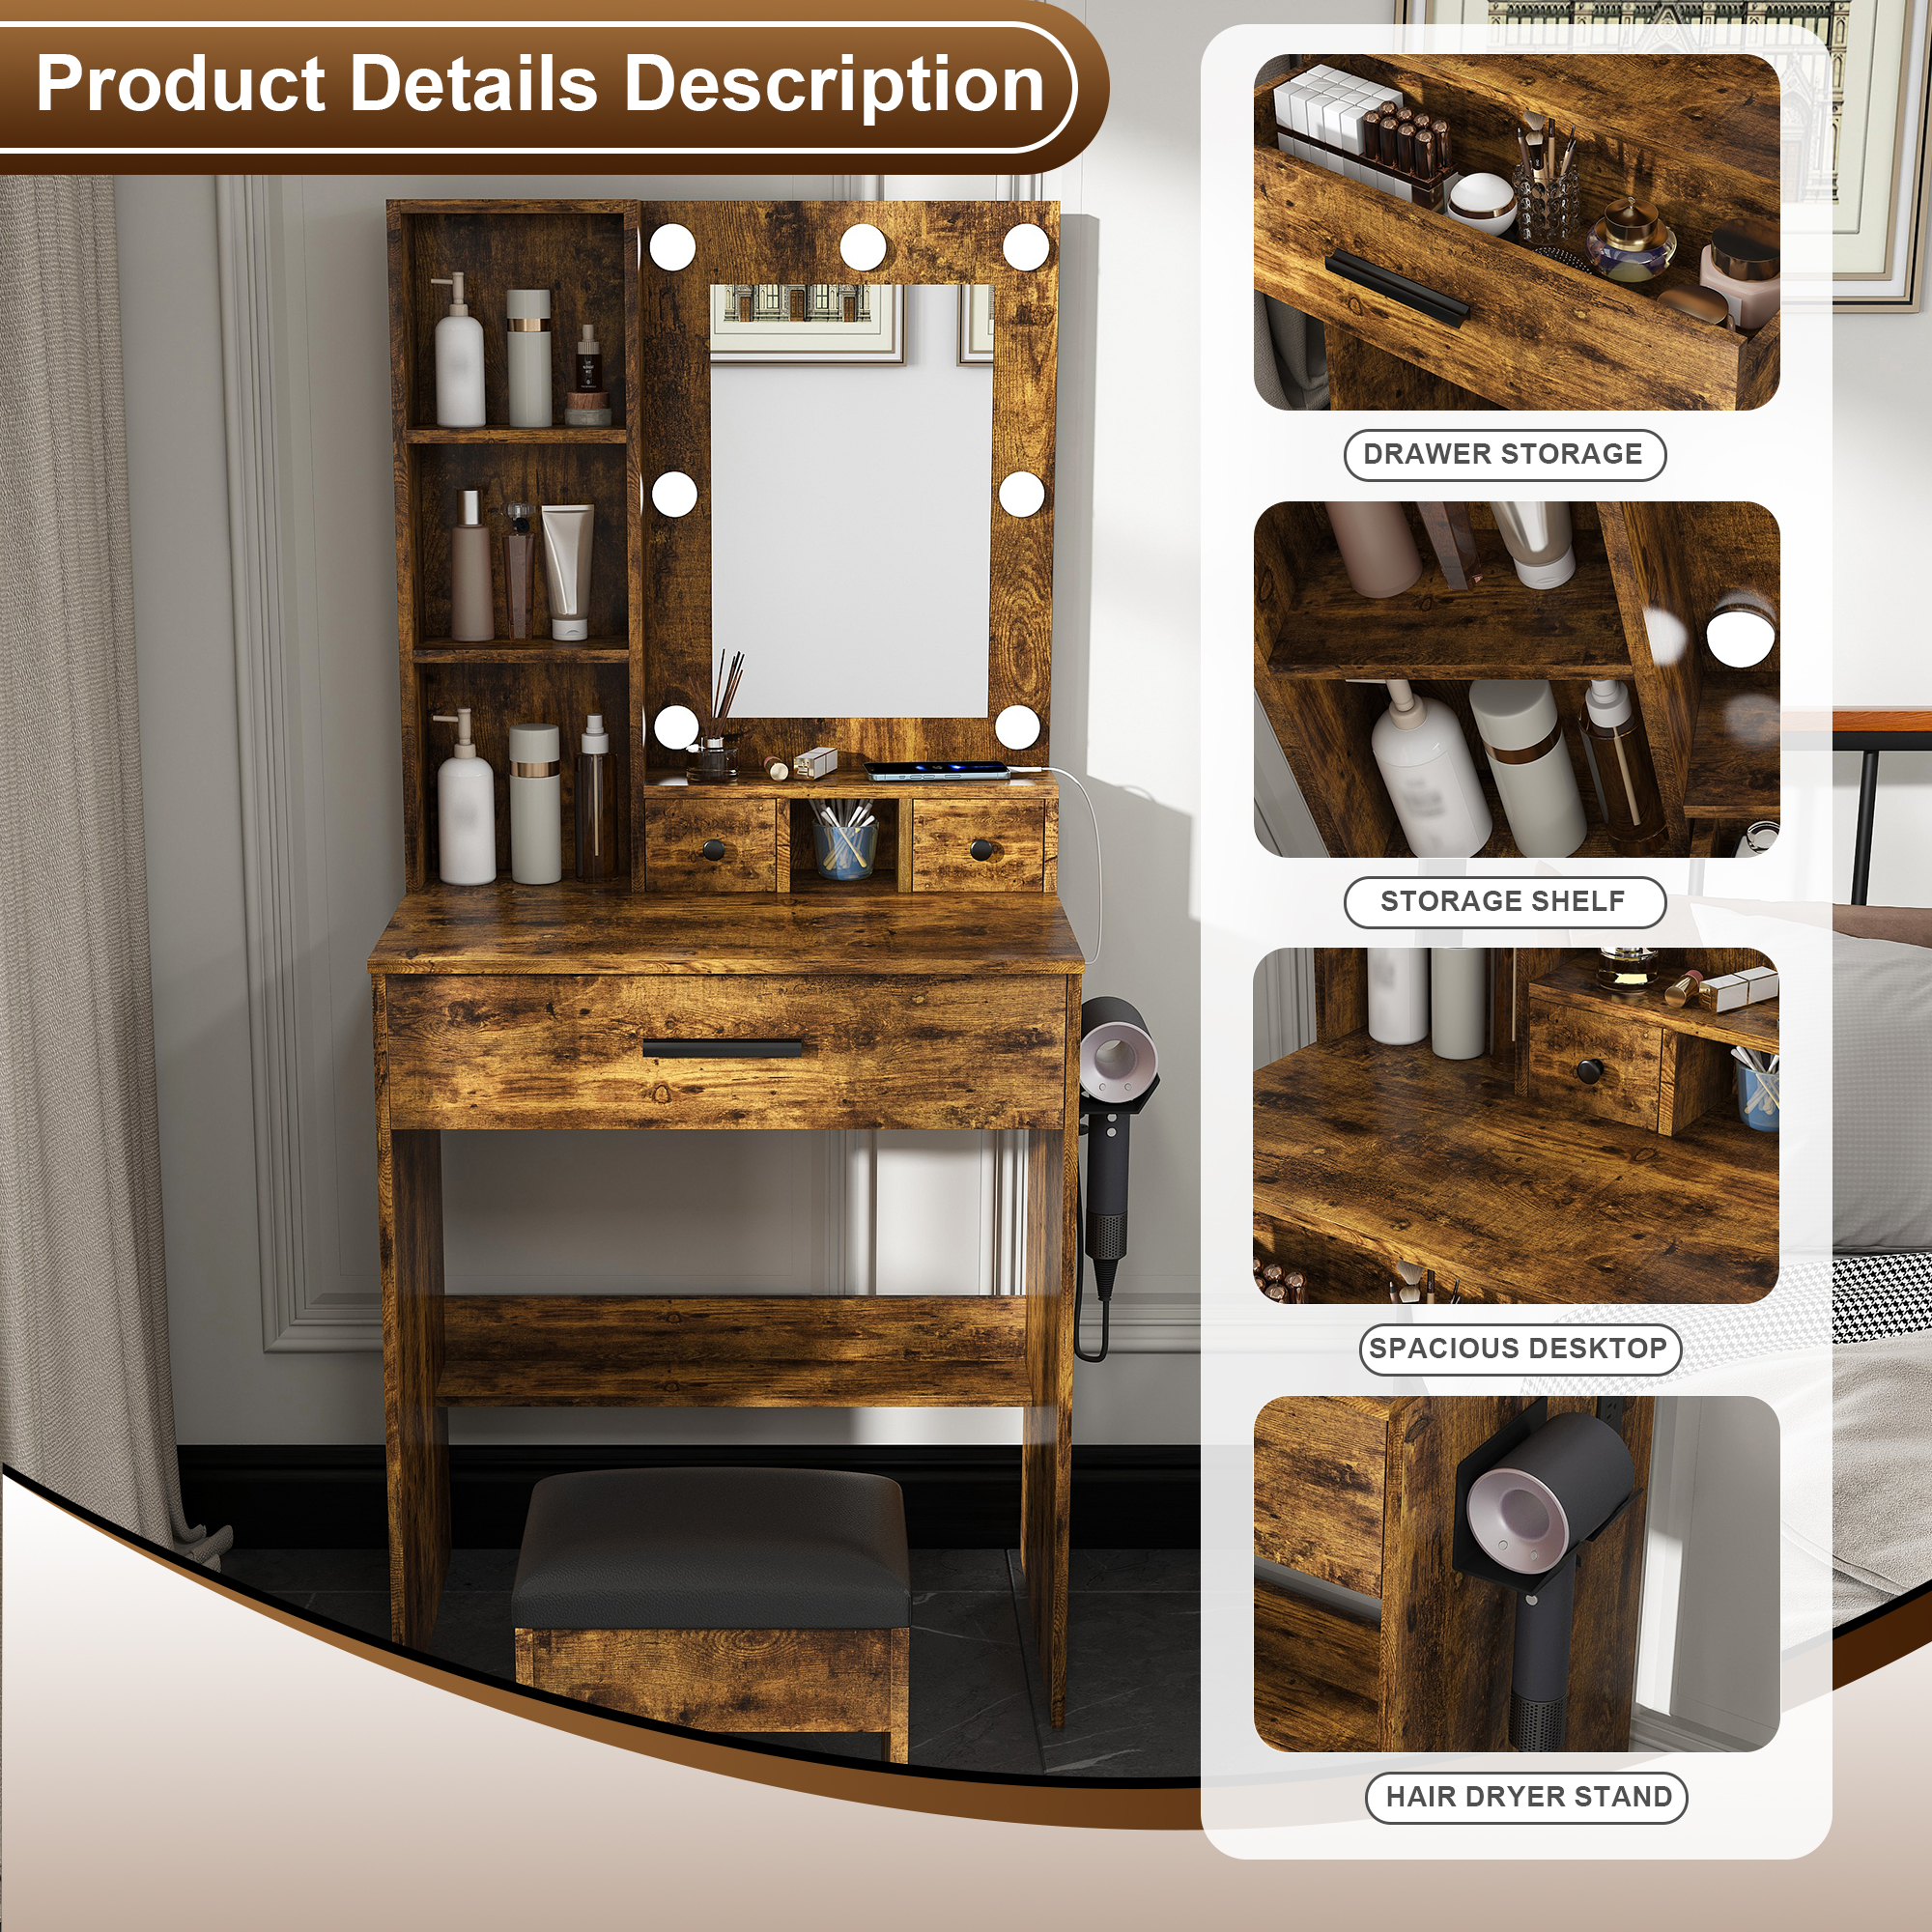 Product Details Description
DRAWER STORAGE
STORAGE SHELF
SPACIOUS DESKTOP
HAIR DRYER STAND